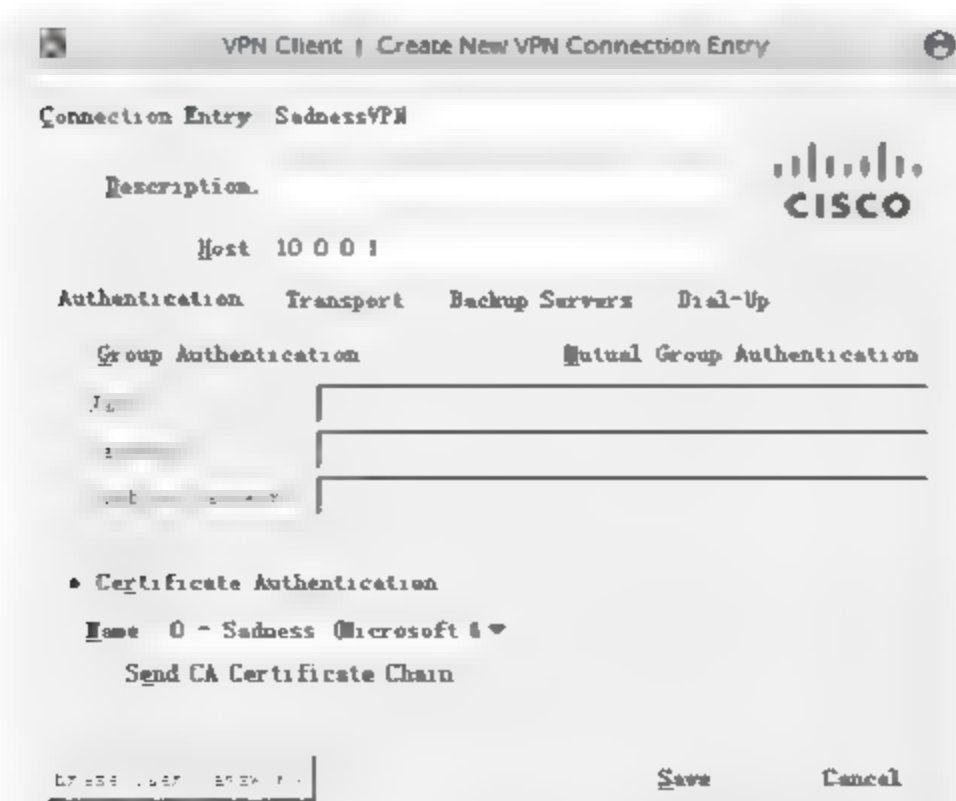 VPN Client | Create New VPN Connection Entry
Connection Entry SadnessVPN
Description.
CISCO
Host 10 0 0 1
Authentication Transport Backup Servers Dial-Up
Group Authentication Mutual Group Authentication
Certificate Authentication
Name 0 - Sadness (Microsoft
Send CA Certificate Chain
Save Cancel